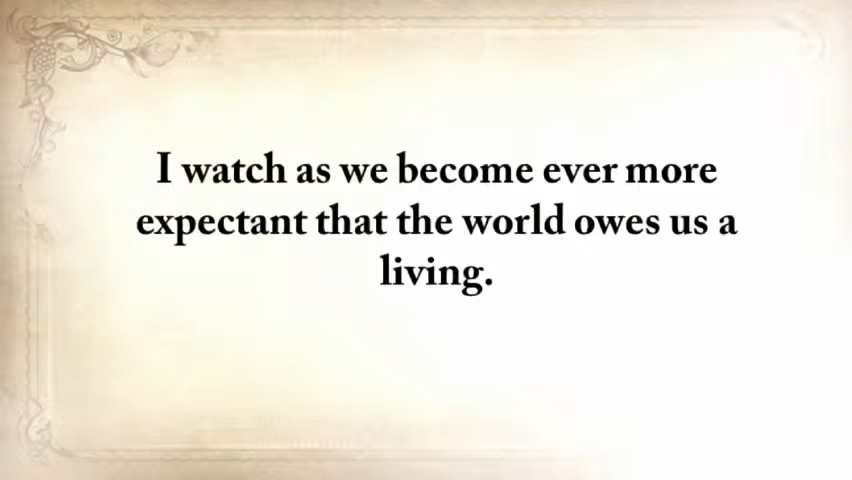 I watch as we become ever more
expectant that the world owes us a
living.